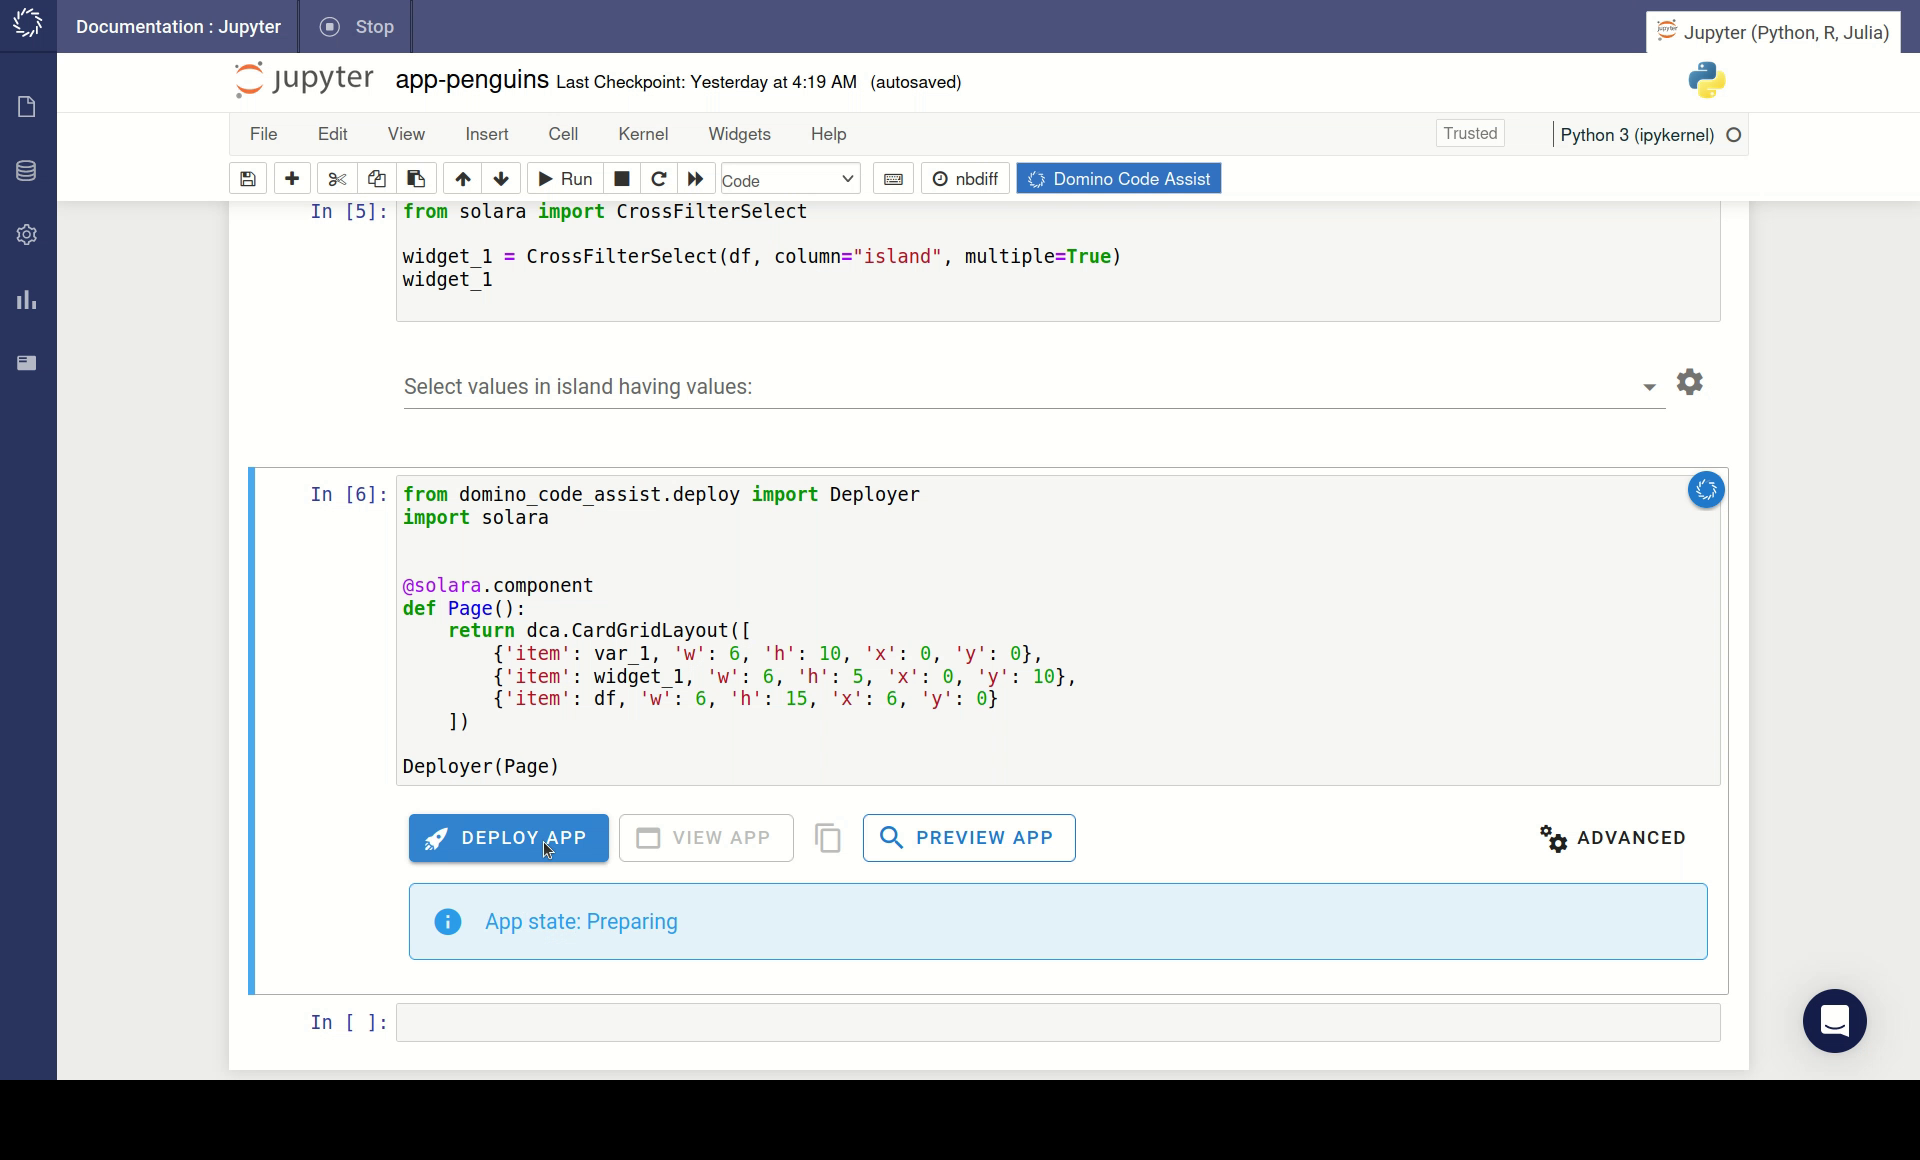 Documentation : Jupyter
Stop
Jupyter (Python, R, Julia)
jupyter app-penguins Last Checkpoint: Yesterday at 4:19 AM (autosaved)
File Edit View Insert Cell Kernel Widgets Help
Trusted
Python 3 (ipykernel)
Run
Code
nbdiff
Domino Code Assist
In [5]: from solara import CrossFilterSelect
widget_1 = CrossFilterSelect(df, column="island", multiple=True)
widget_1
Select values in island having values:
In [6]: from domino_code_assist.deploy import Deployer
import solara
@solara.component
def Page():
    return dca.CardGridLayout([
        {'item': var_1, 'w': 6, 'h': 10, 'x': 0, 'y': 0},
        {'item': widget_1, 'w': 6, 'h': 5, 'x': 0, 'y': 10},
        {'item': df, 'w': 6, 'h': 15, 'x': 6, 'y': 0}
    ])
Deployer(Page)
DEPLOY APP
VIEW APP
PREVIEW APP
ADVANCED
App state: Preparing
In [ ]: